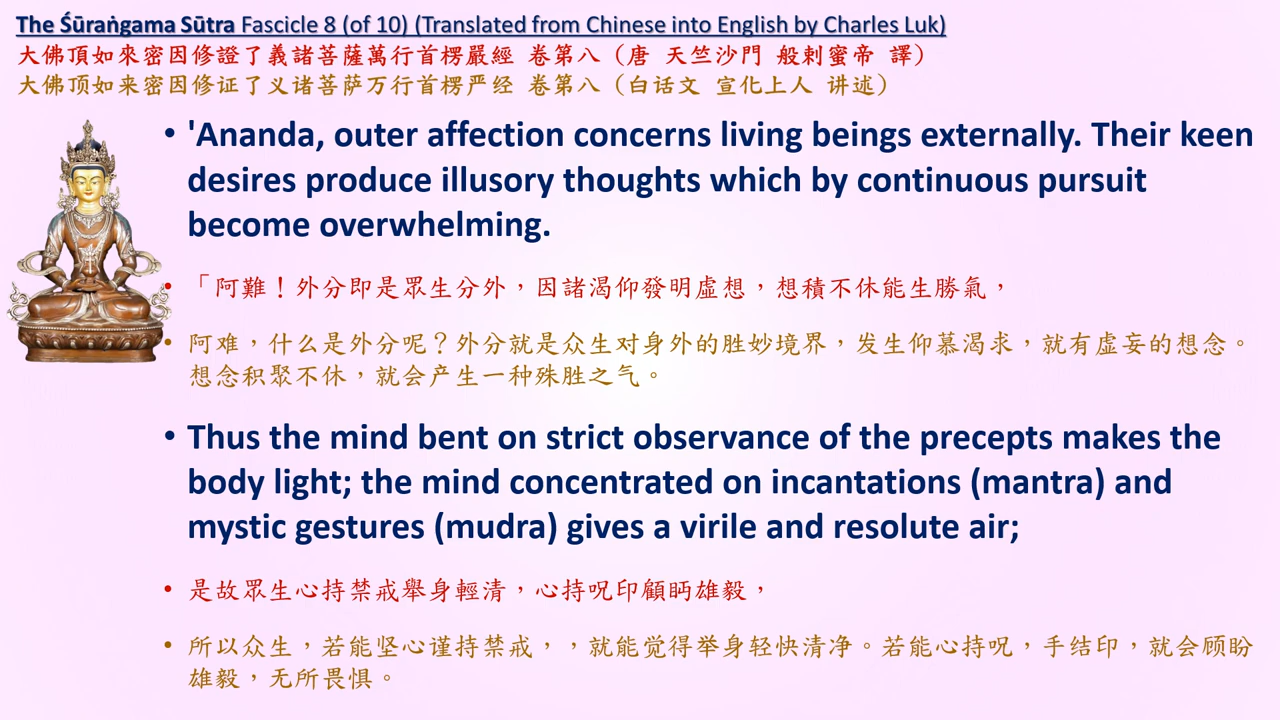 The Śūraṅgama Sūtra Fascicle 8 (of 10) (Translated from Chinese into English by Charles Luk)
大佛頂如來密因修證了義諸菩薩萬行首楞嚴經 卷第八（唐 天竺沙門 般剌蜜帝 譯）
大佛顶如来密因修证了义诸菩萨万行首楞严经 卷第八（白话文 宣化上人 讲述）
• 'Ananda, outer affection concerns living beings externally. Their keen
desires produce illusory thoughts which by continuous pursuit
become overwhelming.
• 「阿難！外分即是眾生分外，因諸渴仰發明虛想，想積不休能生勝氣，
• 阿难，什么是外分呢？外分就是众生对身外的胜妙境界，发生仰慕渴求，就有虚妄的想念。
想念积聚不休，就会产生一种殊胜之气。
• Thus the mind bent on strict observance of the precepts makes the
body light; the mind concentrated on incantations (mantra) and
mystic gestures (mudra) gives a virile and resolute air;
• 是故眾生心持禁戒舉身輕清，心持咒印顧眄雄毅，
• 所以众生，若能坚心谨持禁戒，，就能觉得举身轻快清净。若能心持咒，手结印，就会顾盼
雄毅，无所畏惧。